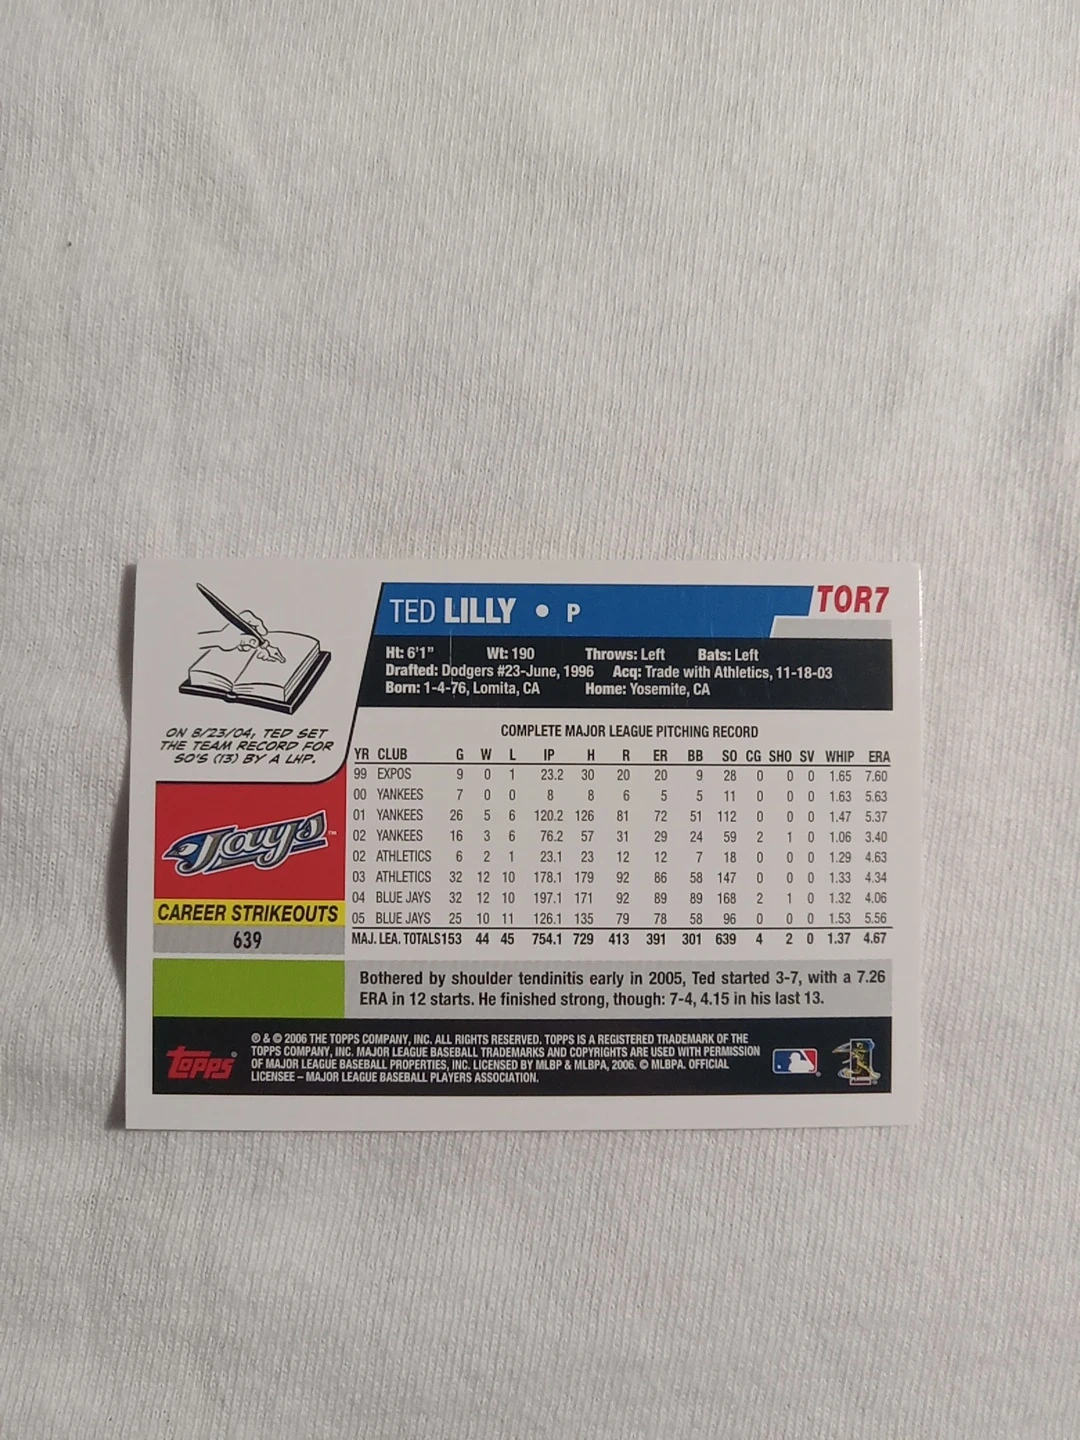 TED LILLY • P
TOR7
Ht: 6'1" Wt: 190 Throws: Left Bats: Left
Drafted: Dodgers #23-June, 1996 Acq: Trade with Athletics, 11-18-03
Born: 1-4-76, Lomita, CA Home: Yosemite, CA
ON 8/23/04, TED SET
THE TEAM RECORD FOR
SO'S (13) BY A LHP.
Jays™
CAREER STRIKEOUTS
639
COMPLETE MAJOR LEAGUE PITCHING RECORD
YR CLUB G W L IP H R ER BB SO CG SHO SV WHIP ERA
99 EXPOS 9 0 1 23.2 30 20 20 9 28 0 0 0 1.65 7.60
00 YANKEES 7 0 0 8 8 6 5 5 11 0 0 0 1.63 5.63
01 YANKEES 26 5 6 120.2 126 81 72 51 112 0 0 0 1.47 5.37
02 YANKEES 16 3 6 76.2 57 31 29 24 59 2 1 0 1.06 3.40
02 ATHLETICS 6 2 1 23.1 23 12 12 7 18 0 0 0 1.29 4.63
03 ATHLETICS 32 12 10 178.1 179 92 86 58 147 0 0 0 1.33 4.34
04 BLUE JAYS 32 12 10 197.1 171 92 89 89 168 2 1 0 1.32 4.06
05 BLUE JAYS 25 10 11 126.1 135 79 78 58 96 0 0 0 1.53 5.56
MAJ. LEA. TOTALS 153 44 45 754.1 729 413 391 301 639 4 2 0 1.37 4.67
Bothered by shoulder tendinitis early in 2005, Ted started 3-7, with a 7.26
ERA in 12 starts. He finished strong, though: 7-4, 4.15 in his last 13.
topps®
® & © 2006 THE TOPPS COMPANY, INC. ALL RIGHTS RESERVED. TOPPS IS A REGISTERED TRADEMARK OF THE
TOPPS COMPANY, INC. MAJOR LEAGUE BASEBALL TRADEMARKS AND COPYRIGHTS ARE USED WITH PERMISSION
OF MAJOR LEAGUE BASEBALL PROPERTIES, INC. LICENSED BY MLBP & MLBPA, 2006. © MLBPA. OFFICIAL
LICENSEE – MAJOR LEAGUE BASEBALL PLAYERS ASSOCIATION.